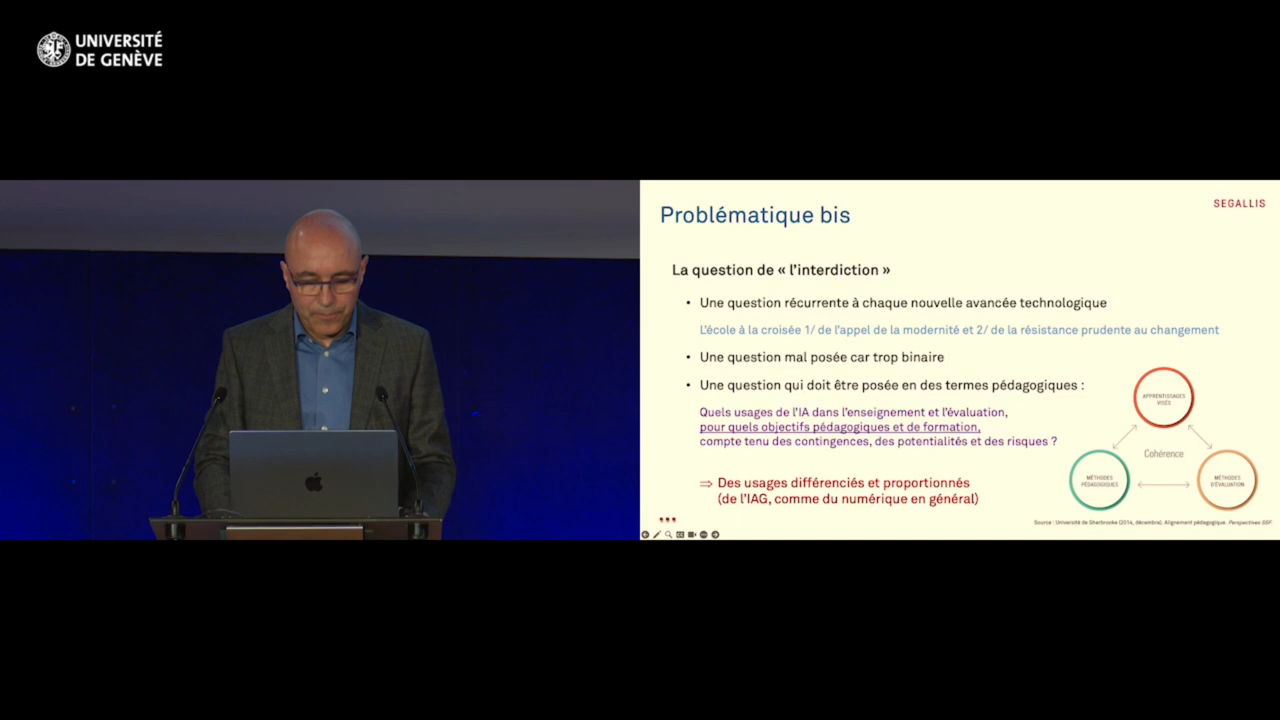 UNIVERSITÉ
DE GENÈVE
SEGALLIS
Problématique bis
La question de « l’interdiction »
• Une question récurrente à chaque nouvelle avancée technologique
L’école à la croisée 1/ de l’appel de la modernité et 2/ de la résistance prudente au changement
• Une question mal posée car trop binaire
• Une question qui doit être posée en des termes pédagogiques :
Quels usages de l’IA dans l’enseignement et l’évaluation,
pour quels objectifs pédagogiques et de formation,
compte tenu des contingences, des potentialités et des risques ?
⇒ Des usages différenciés et proportionnés
(de l’IAG, comme du numérique en général)
APPRENTISSAGES
VISÉS
Cohérence
MÉTHODES
PÉDAGOGIQUES
MÉTHODES
D’ÉVALUATION
Source : Université de Sherbrooke (2014, décembre). Alignement pédagogique. Perspectives SSF.